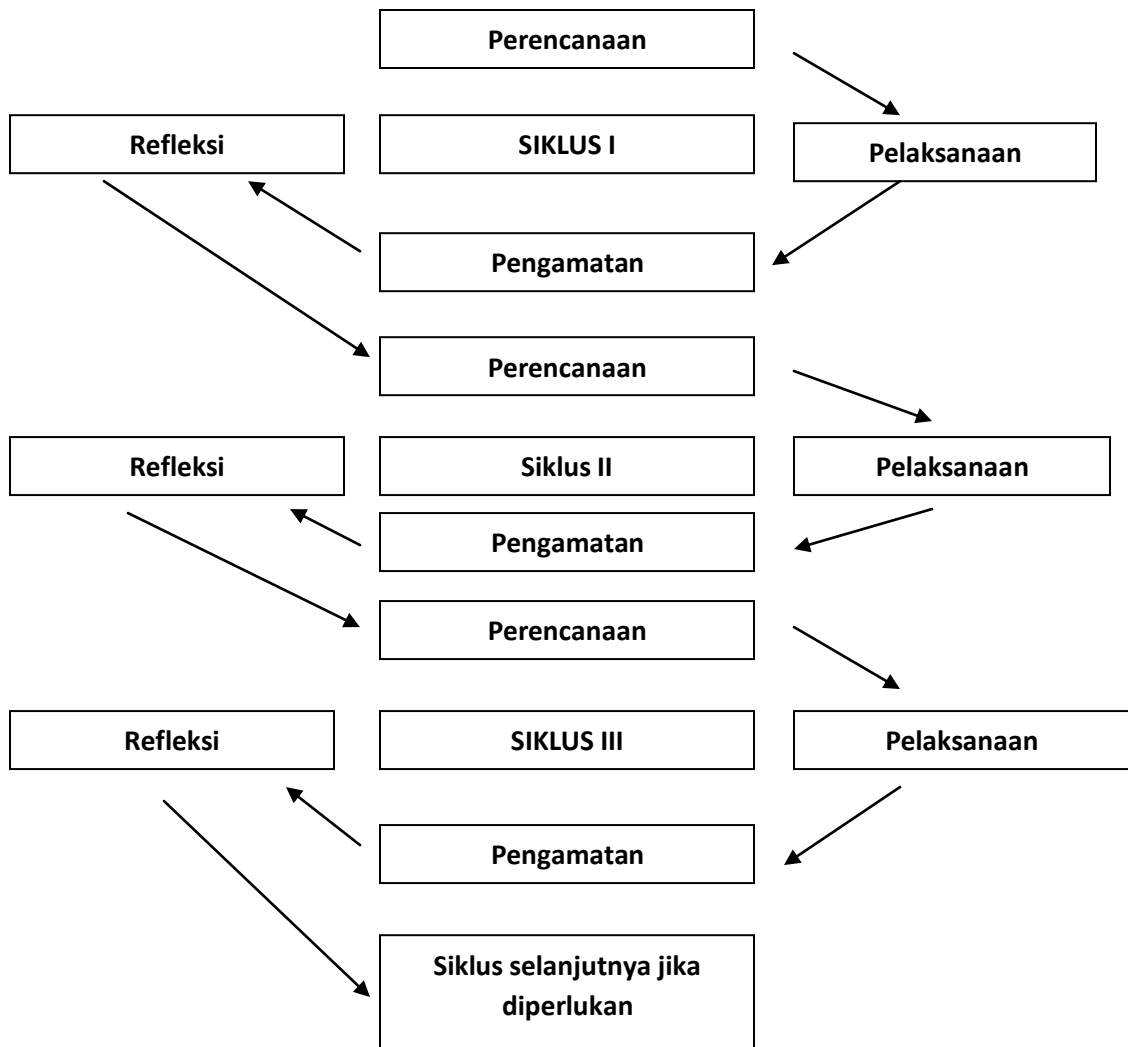 Perencanaan
Refleksi
SIKLUS I
Pelaksanaan
Pengamatan
Perencanaan
Refleksi
Siklus II
Pelaksanaan
Pengamatan
Perencanaan
Refleksi
SIKLUS III
Pelaksanaan
Pengamatan
Siklus selanjutnya jika
diperlukan